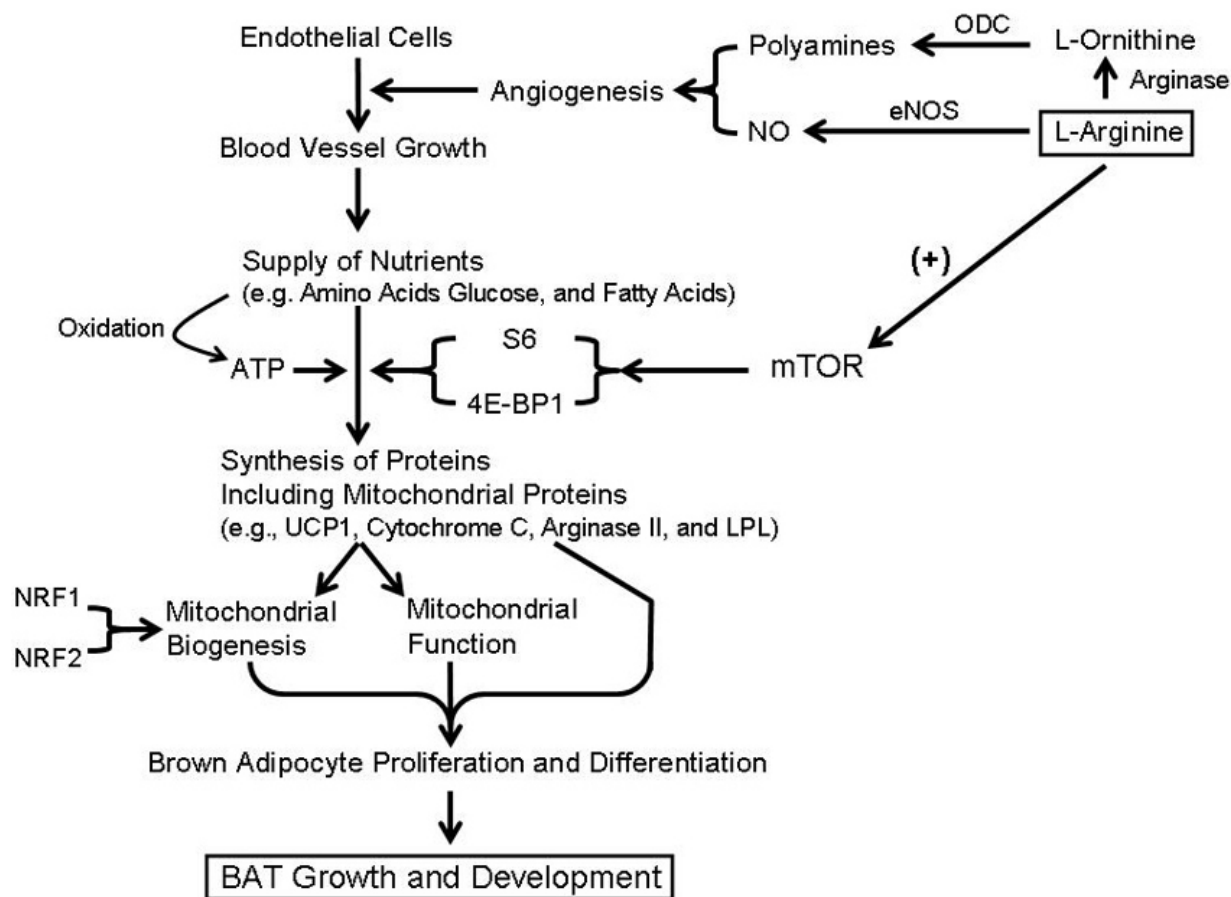 Endothelial Cells
Polyamines
ODC
L-Ornithine
Arginase
Angiogenesis
NO
eNOS
L-Arginine
Blood Vessel Growth
(+)
Supply of Nutrients
(e.g. Amino Acids Glucose, and Fatty Acids)
Oxidation
ATP
S6
4E-BP1
mTOR
Synthesis of Proteins
Including Mitochondrial Proteins
(e.g., UCP1, Cytochrome C, Arginase II, and LPL)
NRF1
NRF2
Mitochondrial
Biogenesis
Mitochondrial
Function
Brown Adipocyte Proliferation and Differentiation
BAT Growth and Development